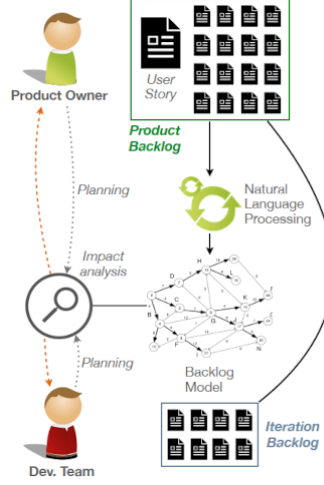 Product Owner
User
Story
Product
Backlog
Planning
Natural
Language
Processing
Impact
analysis
H
D
L
C
K
B
G
F
N
Backlog
Model
Planning
Iteration
Backlog
Dev. Team